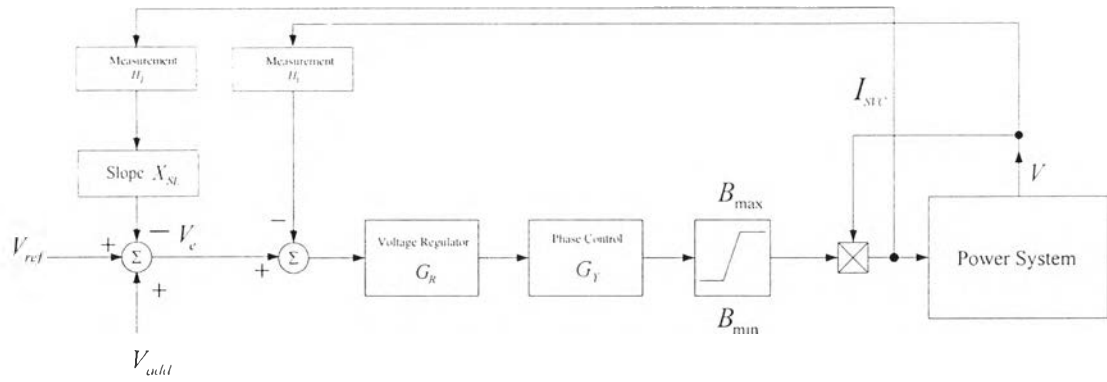 Measurement
H_I
Measurement
H_I
I_SVC
Slope X_SL
V
B_max
− V_e
−
V_ref
+
Σ
+
Σ
Voltage Regulator
G_R
Phase Control
G_Y
Power System
+
B_min
V_add